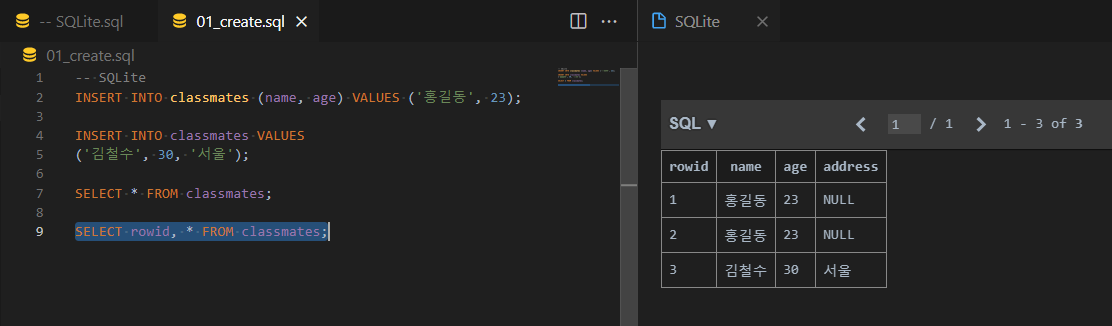 -- SQLite.sql
01_create.sql
SQLite
01_create.sql
1 -- SQLite
2 INSERT INTO classmates (name, age) VALUES ('홍길동', 23);
3
4 INSERT INTO classmates VALUES
5 ('김철수', 30, '서울');
6
7 SELECT * FROM classmates;
8
9 SELECT rowid, * FROM classmates;
SQL ▼ 1 / 1 1 - 3 of 3
rowid name age address
1 홍길동 23 NULL
2 홍길동 23 NULL
3 김철수 30 서울